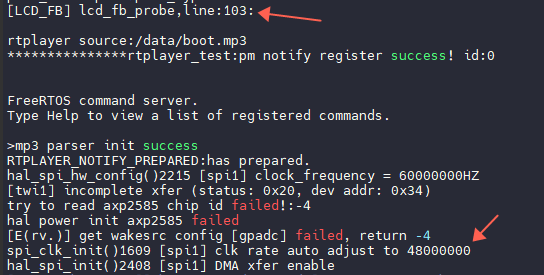 [LCD_FB] lcd_fb_probe,line:103:
rtplayer source:/data/boot.mp3
***************rtplayer_test:pm notify register success! id:0
FreeRTOS command server.
Type Help to view a list of registered commands.
>mp3 parser init success
RTPLAYER_NOTIFY_PREPARED:has prepared.
hal_spi_hw_config()2215 [spi1] clock_frequency = 60000000HZ
[twi1] incomplete xfer (status: 0x20, dev addr: 0x34)
try to read axp2585 chip id failed!:-4
hal power init axp2585 failed
[E(rv.)] get wakesrc config [gpadc] failed, return -4
spi_clk_init()1609 [spi1] clk rate auto adjust to 48000000
hal_spi_init()2408 [spi1] DMA xfer enable